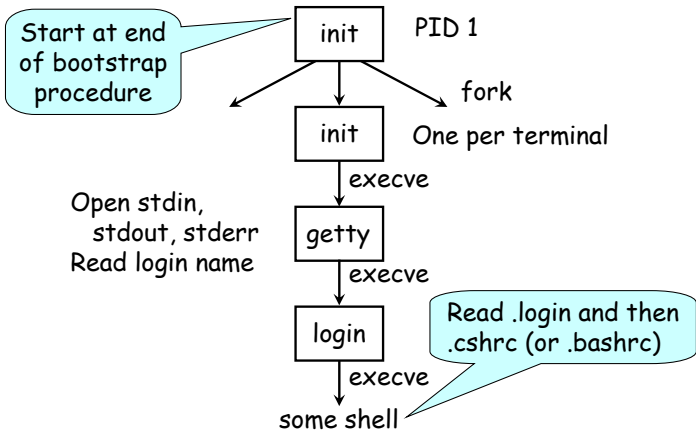 Start at end
of bootstrap
procedure
init
PID 1
fork
init
One per terminal
execve
Open stdin,
stdout, stderr
Read login name
getty
execve
login
Read .login and then
.cshrc (or .bashrc)
execve
some shell